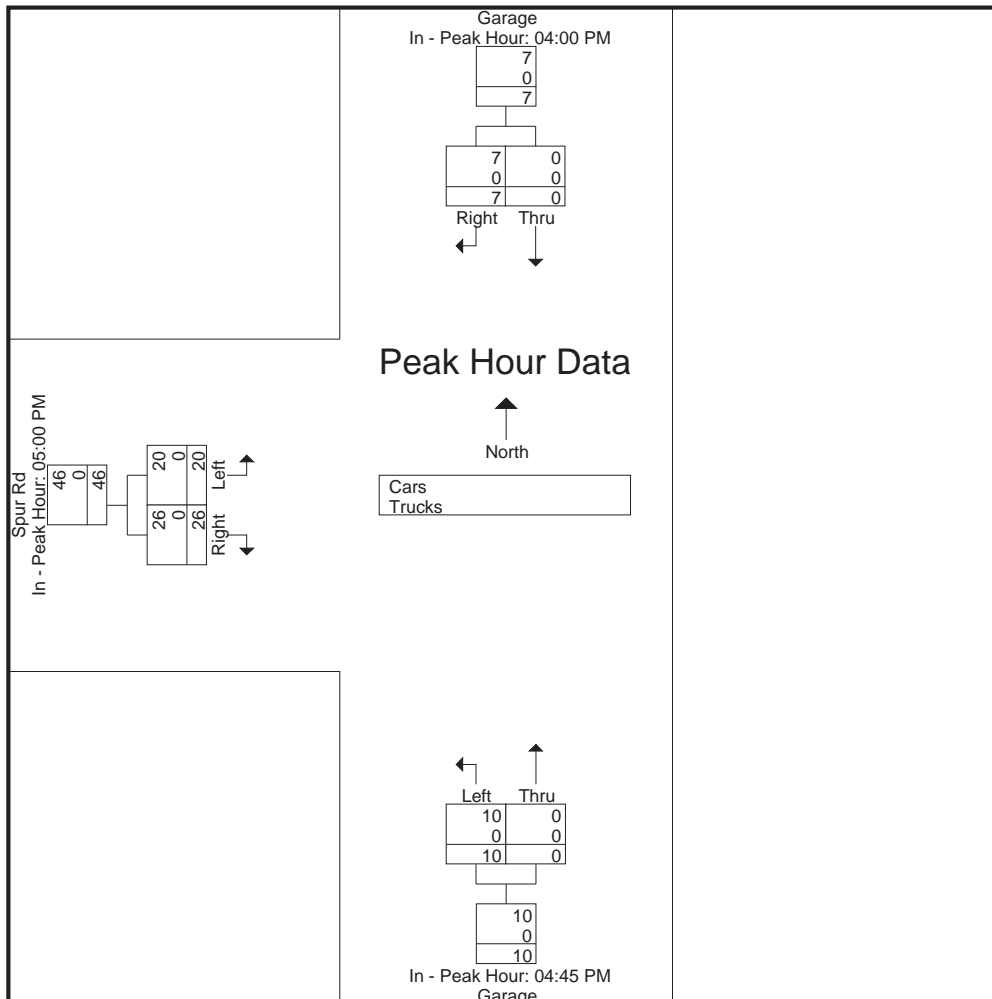 Garage
In - Peak Hour: 04:00 PM
7
0
7
7 0
0 0
7 0
Right Thru
Peak Hour Data
North
Cars
Trucks
Spur Rd
In - Peak Hour: 05:00 PM
46
0
46
20
0
20
Left
26
0
26
Right
Left Thru
10 0
0 0
10 0
10
0
10
In - Peak Hour: 04:45 PM
Garage